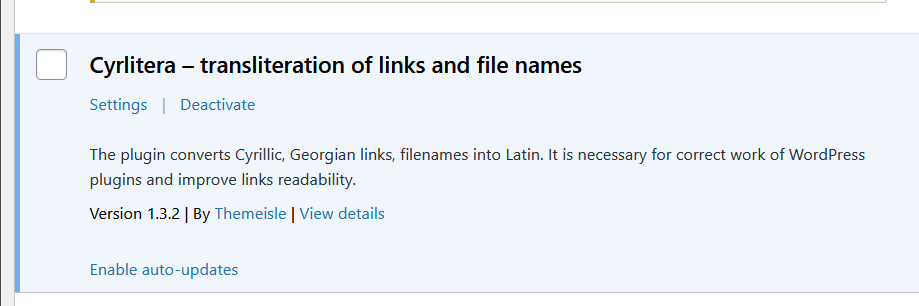 Cyrlitera – transliteration of links and file names
Settings | Deactivate
The plugin converts Cyrillic, Georgian links, filenames into Latin. It is necessary for correct work of WordPress
plugins and improve links readability.
Version 1.3.2 | By Themeisle | View details
Enable auto-updates